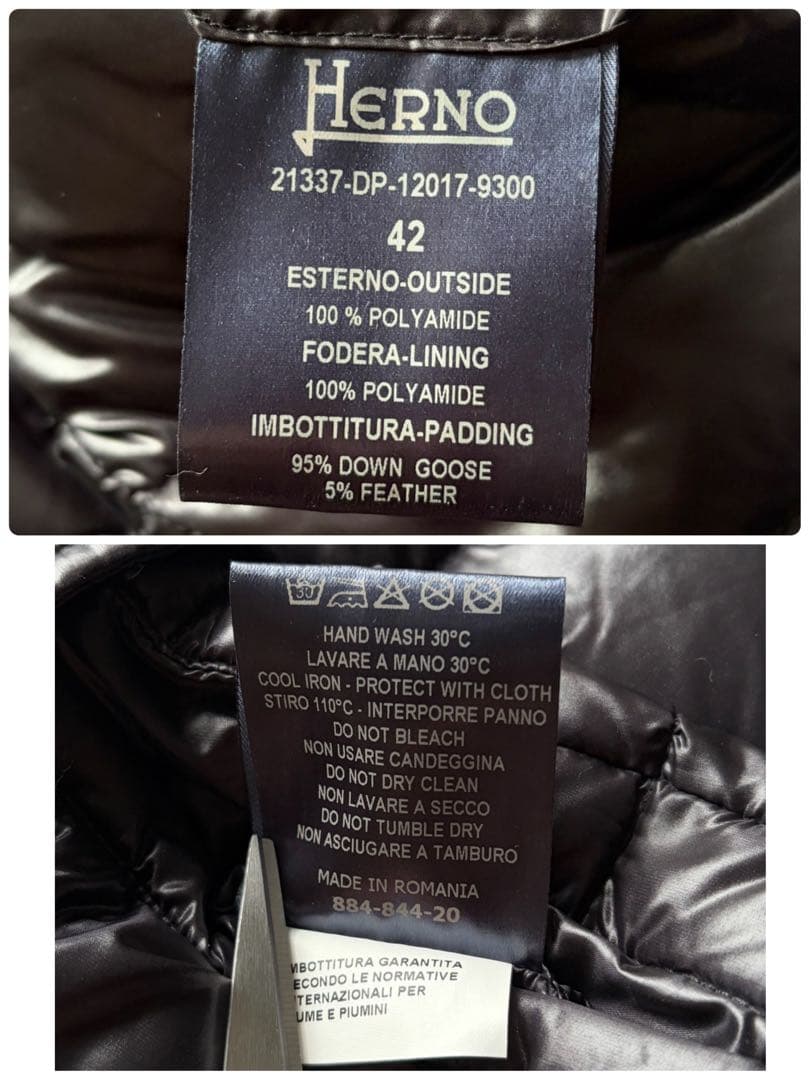 HERNO
21337-DP-12017-9300
42
ESTERNO-OUTSIDE
100 % POLYAMIDE
FODERA-LINING
100% POLYAMIDE
IMBOTTITURA-PADDING
95% DOWN GOOSE
5% FEATHER
30
HAND WASH 30°C
LAVARE A MANO 30°C
COOL IRON - PROTECT WITH CLOTH
STIRO 110°C - INTERPORRE PANNO
DO NOT BLEACH
NON USARE CANDEGGINA
DO NOT DRY CLEAN
NON LAVARE A SECCO
DO NOT TUMBLE DRY
NON ASCIUGARE A TAMBURO
MADE IN ROMANIA
884-844-20
MBOTTITURA GARANTITA
ECONDO LE NORMATIVE
TERNAZIONALI PER
UME E PIUMINI